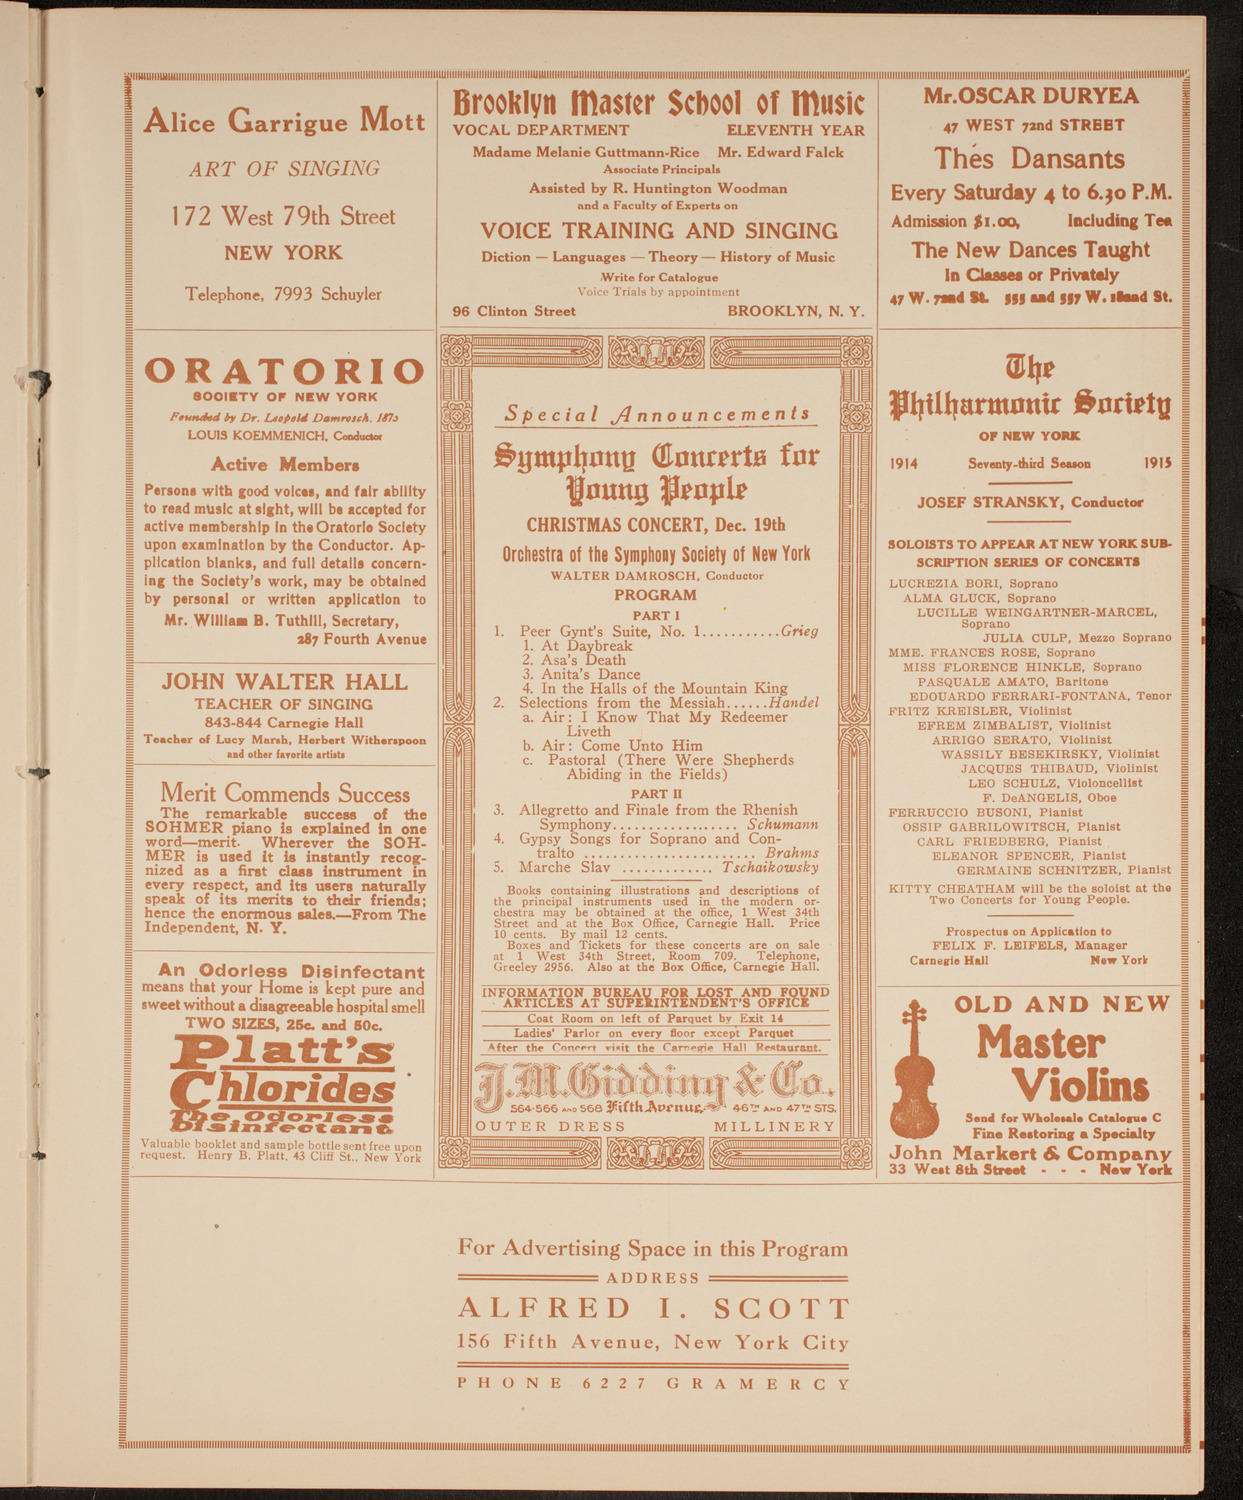 Alice Garrigue Mott
ART OF SINGING
172 West 79th Street
NEW YORK
Telephone, 7993 Schuyler
ORATORIO
SOCIETY OF NEW YORK
Founded by Dr. Leopold Damrosch, 1873
LOUIS KOEMMENICH, Conductor
Active Members
Persons with good voices, and fair ability
to read music at sight, will be accepted for
active membership in the Oratorio Society
upon examination by the Conductor. Ap-
plication blanks, and full details concern-
ing the Society's work, may be obtained
by personal or written application to
Mr. William B. Tuthill, Secretary,
287 Fourth Avenue
JOHN WALTER HALL
TEACHER OF SINGING
843-844 Carnegie Hall
Teacher of Lucy Marsh, Herbert Witherspoon
and other favorite artists
Merit Commends Success
The remarkable success of the
SOHMER piano is explained in one
word—merit. Wherever the SOH-
MER is used it is instantly recog-
nized as a first class instrument in
every respect, and its users naturally
speak of its merits to their friends;
hence the enormous sales.—From The
Independent, N. Y.
An Odorless Disinfectant
means that your Home is kept pure and
sweet without a disagreeable hospital smell
TWO SIZES, 25c. and 50c.
Platt's
Chlorides
The Odorless
Disinfectant
Valuable booklet and sample bottle sent free upon
request. Henry B. Platt, 43 Cliff St., New York
Brooklyn Master School of Music
VOCAL DEPARTMENT ELEVENTH YEAR
Madame Melanie Guttmann-Rice Mr. Edward Falck
Associate Principals
Assisted by R. Huntington Woodman
and a Faculty of Experts on
VOICE TRAINING AND SINGING
Diction — Languages — Theory — History of Music
Write for Catalogue
Voice Trials by appointment
96 Clinton Street BROOKLYN, N. Y.
Special Announcements
Symphony Concerts for
Young People
CHRISTMAS CONCERT, Dec. 19th
Orchestra of the Symphony Society of New York
WALTER DAMROSCH, Conductor
PROGRAM
PART I
1. Peer Gynt's Suite, No. 1...........Grieg
1. At Daybreak
2. Asa's Death
3. Anita's Dance
4. In the Halls of the Mountain King
2. Selections from the Messiah......Handel
a. Air: I Know That My Redeemer
Liveth
b. Air: Come Unto Him
c. Pastoral (There Were Shepherds
Abiding in the Fields)
PART II
3. Allegretto and Finale from the Rhenish
Symphony................. Schumann
4. Gypsy Songs for Soprano and Con-
tralto ....................... Brahms
5. Marche Slav ............. Tschaikowsky
Books containing illustrations and descriptions of
the principal instruments used in the modern or-
chestra may be obtained at the office, 1 West 34th
Street and at the Box Office, Carnegie Hall. Price
10 cents. By mail 12 cents.
Boxes and Tickets for these concerts are on sale
at 1 West 34th Street, Room 709. Telephone,
Greeley 2956. Also at the Box Office, Carnegie Hall.
INFORMATION BUREAU FOR LOST AND FOUND
ARTICLES AT SUPERINTENDENT'S OFFICE
Coat Room on left of Parquet by Exit 14
Ladies' Parlor on every floor except Parquet
After the Concert visit the Carnegie Hall Restaurant.
J.M. Gidding & Co.
564-566 AND 568 Fifth Avenue 46TH AND 47TH STS.
OUTER DRESS MILLINERY
Mr. OSCAR DURYEA
47 WEST 72nd STREET
Thés Dansants
Every Saturday 4 to 6.30 P.M.
Admission $1.00, Including Tea
The New Dances Taught
In Classes or Privately
47 W. 72nd St. 555 and 557 W. 182nd St.
The
Philharmonic Society
OF NEW YORK
1914 Seventy-third Season 1915
JOSEF STRANSKY, Conductor
SOLOISTS TO APPEAR AT NEW YORK SUB-
SCRIPTION SERIES OF CONCERTS
LUCREZIA BORI, Soprano
ALMA GLUCK, Soprano
LUCILLE WEINGARTNER-MARCEL,
Soprano
JULIA CULP, Mezzo Soprano
MME. FRANCES ROSE, Soprano
MISS FLORENCE HINKLE, Soprano
PASQUALE AMATO, Baritone
EDOUARDO FERRARI-FONTANA, Tenor
FRITZ KREISLER, Violinist
EFREM ZIMBALIST, Violinist
ARRIGO SERATO, Violinist
WASSILY BESEKIRSKY, Violinist
JACQUES THIBAUD, Violinist
LEO SCHULZ, Violoncellist
F. DeANGELIS, Oboe
FERRUCCIO BUSONI, Pianist
OSSIP GABRILOWITSCH, Pianist
CARL FRIEDBERG, Pianist
ELEANOR SPENCER, Pianist
GERMAINE SCHNITZER, Pianist
KITTY CHEATHAM will be the soloist at the
Two Concerts for Young People.
Prospectus on Application to
FELIX F. LEIFELS, Manager
Carnegie Hall New York
OLD AND NEW
Master
Violins
Send for Wholesale Catalogue C
Fine Restoring a Specialty
John Markert & Company
33 West 8th Street - - - New York
For Advertising Space in this Program
ADDRESS
ALFRED I. SCOTT
156 Fifth Avenue, New York City
PHONE 6227 GRAMERCY